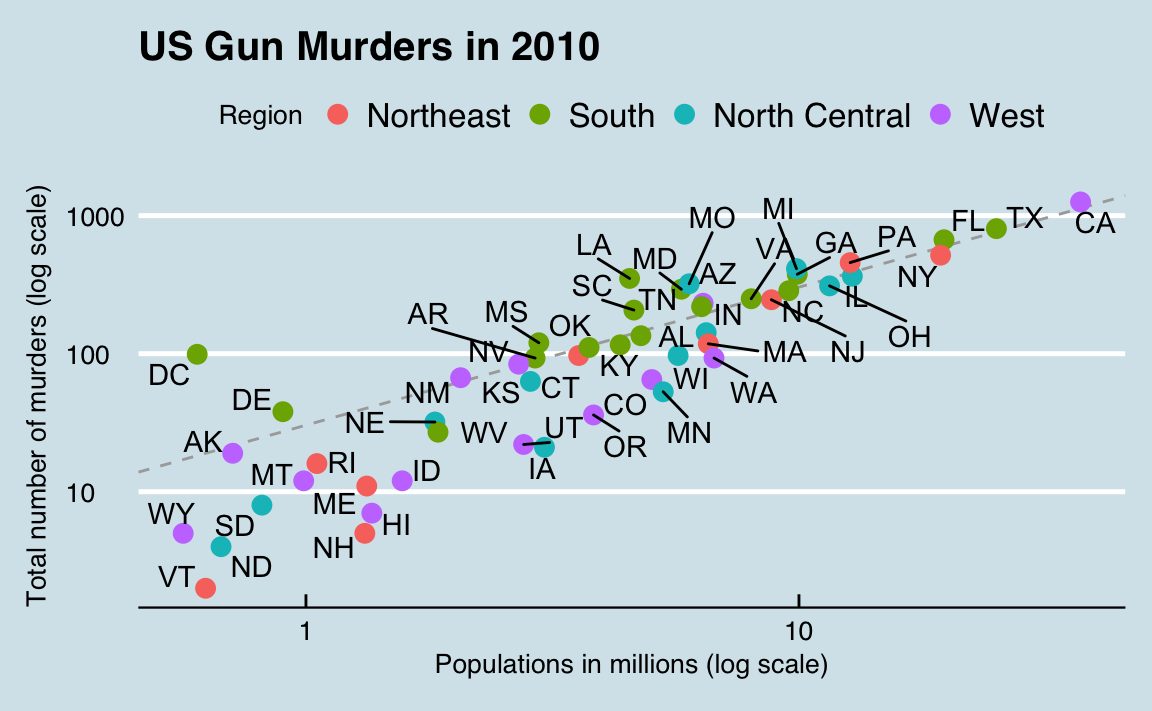 US Gun Murders in 2010
Region Northeast South North Central West
Total number of murders (log scale)
1000
100
10
MO MI
FL TX
CA
LA MD AZ VA GA PA
NY
SC TN
IN NC IL
AR MS OK
AL OH
NV KY MA NJ
DC
NM KS CT WI WA
DE CO
NE WV UT OR MN
AK
MT RI ID IA
ME
WY SD HI
NH
VT ND
1 10
Populations in millions (log scale)